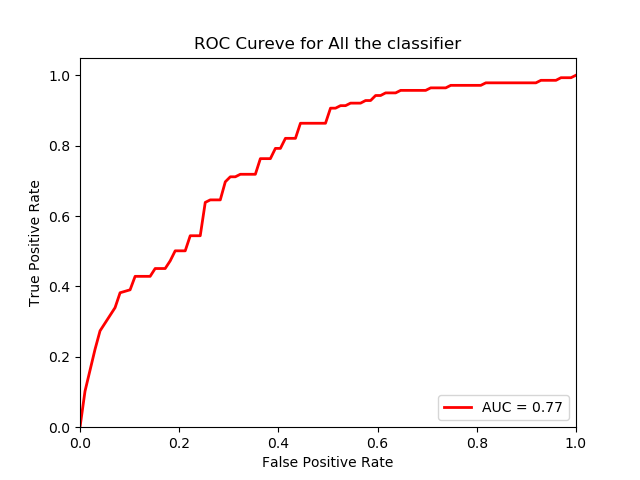 ROC Cureve for All the classifier
1.0
0.8
0.6
0.4
0.2
0.0
True Positive Rate
AUC = 0.77
0.0 0.2 0.4 0.6 0.8 1.0
False Positive Rate